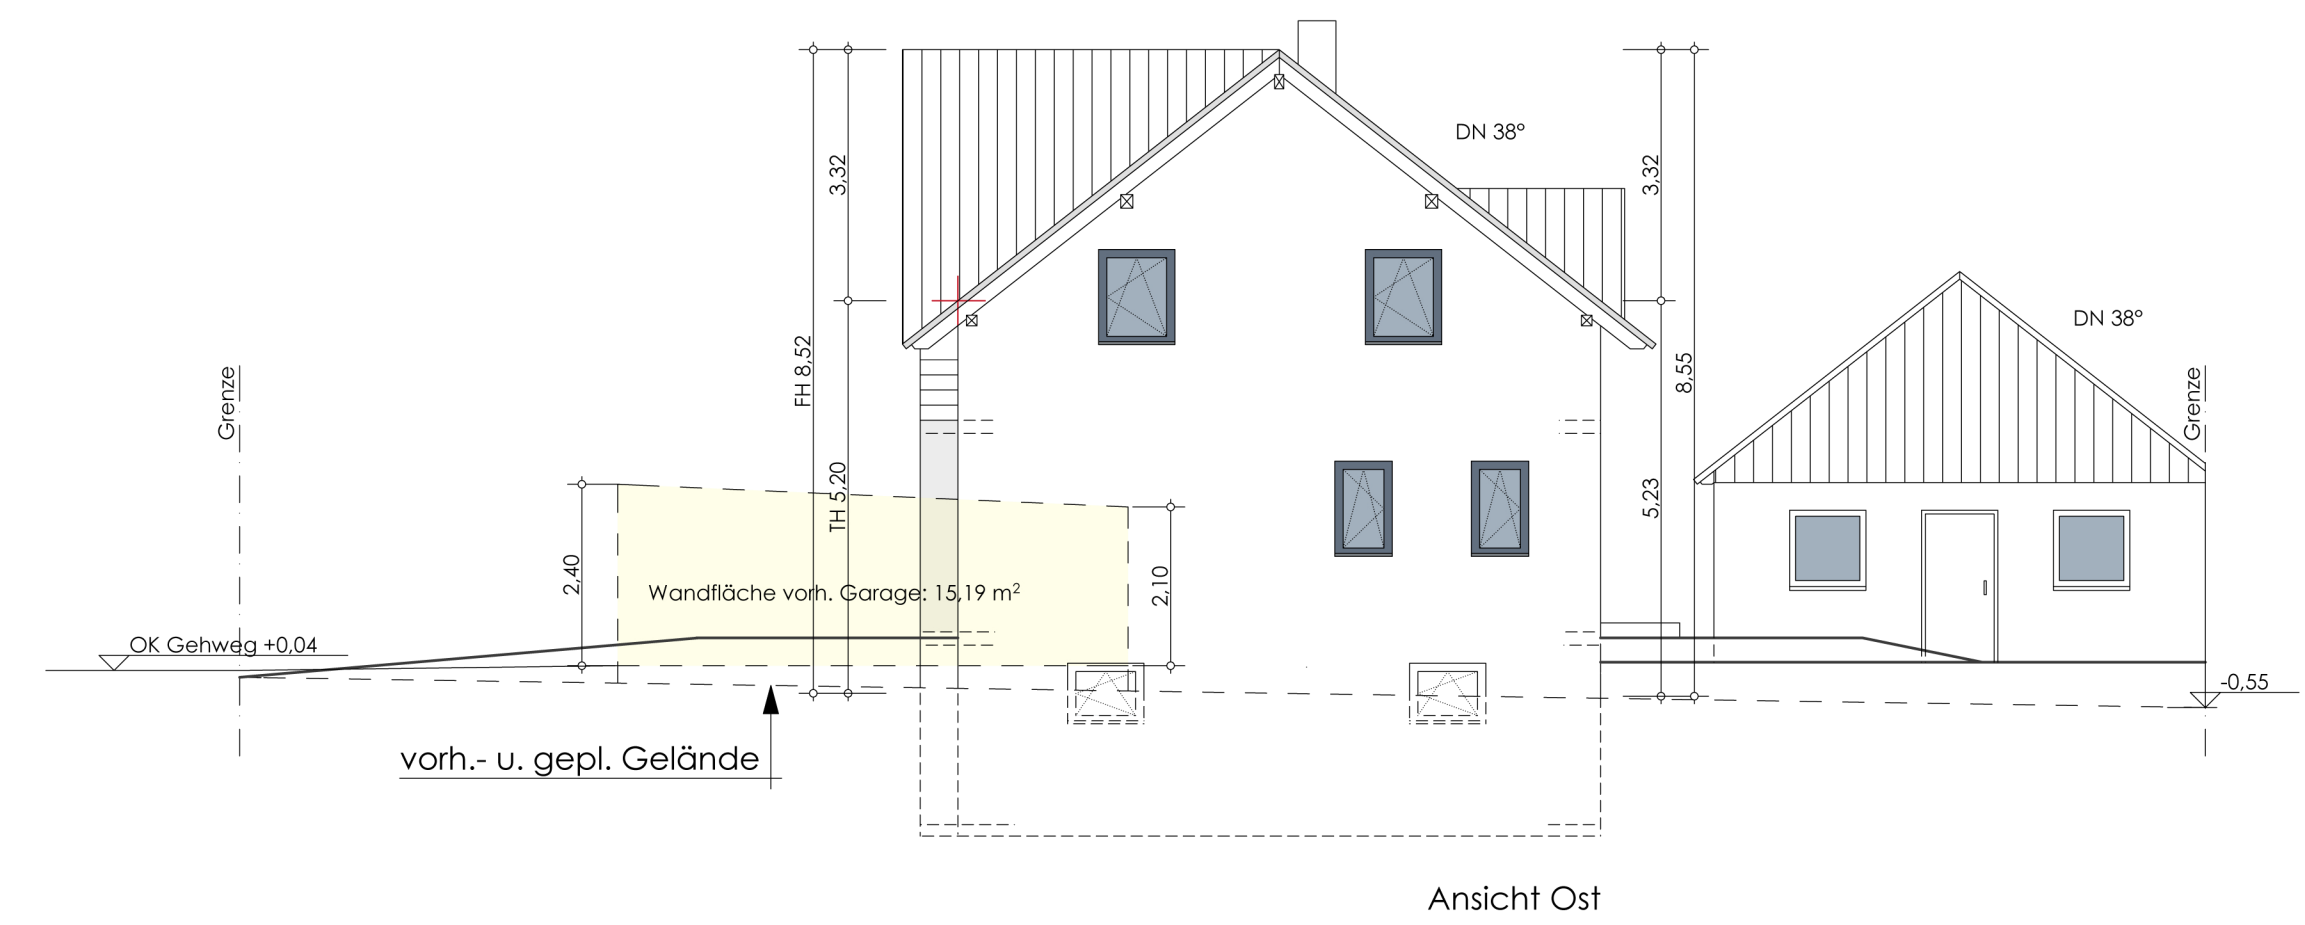 DN 38°
3,32
3,32
DN 38°
FH 8,52
8,55
Grenze
Grenze
TH 5,20
5,23
2,40
2,10
Wandfläche vorh. Garage: 15,19 m²
OK Gehweg +0,04
-0,55
vorh.- u. gepl. Gelände
Ansicht Ost